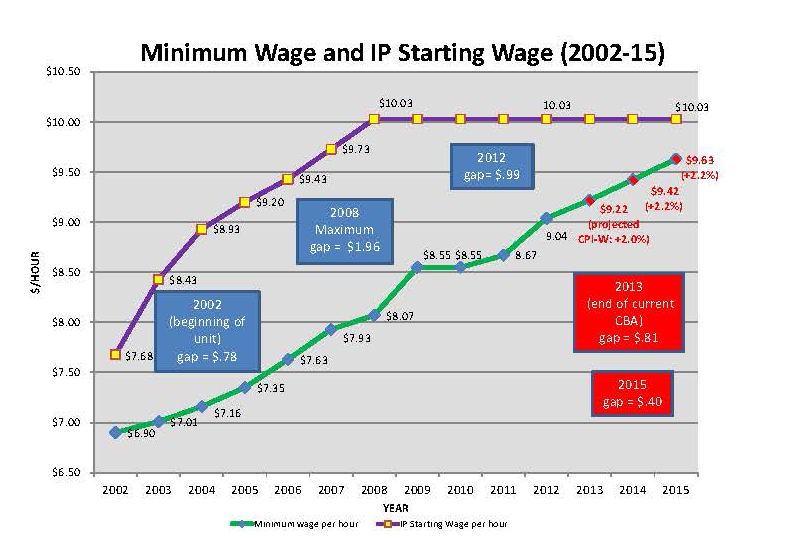 Minimum Wage and IP Starting Wage (2002-15)
$10.50
$10.00
$9.50
$9.00
$8.50
$8.00
$7.50
$7.00
$6.50
$/HOUR
$7.68
$8.43
$8.93
$9.20
$9.43
$9.73
$10.03
10.03
$10.03
$6.90
$7.01
$7.16
$7.35
$7.63
$7.93
$8.07
$8.55
$8.55
8.67
9.04
$9.22
(projected
CPI-W: +2.0%)
$9.42
(+2.2%)
$9.63
(+2.2%)
2002
(beginning of
unit)
gap = $.78
2008
Maximum
gap = $1.96
2012
gap= $.99
2013
(end of current
CBA)
gap = $.81
2015
gap = $.40
2002 2003 2004 2005 2006 2007 2008 2009 2010 2011 2012 2013 2014 2015
YEAR
Minimum wage per hour IP Starting Wage per hour